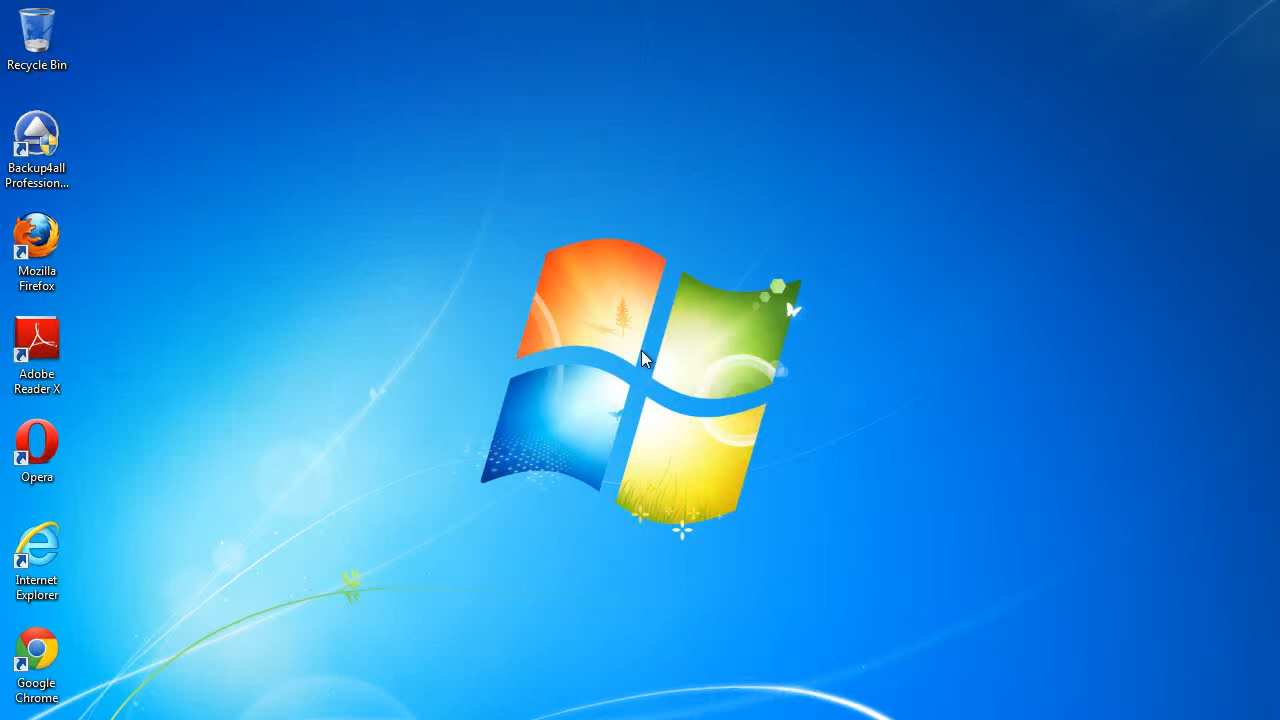 Recycle Bin
Backup4all
Profession...
Mozilla
Firefox
Adobe
Reader X
Opera
Internet
Explorer
Google
Chrome